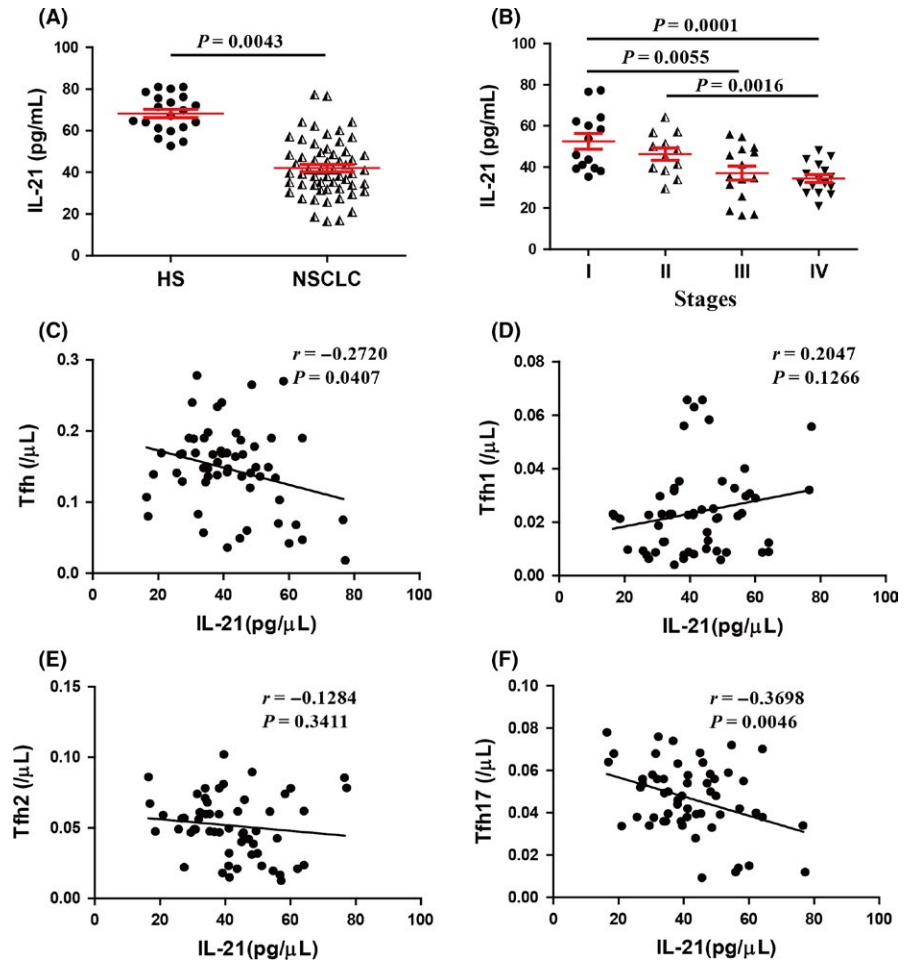 (A)
P = 0.0043
100
80
60
40
20
0
IL-21 (pg/mL)
HS NSCLC
(B)
P = 0.0001
P = 0.0055
P = 0.0016
100
80
60
40
20
0
IL-21 (pg/mL)
I II III IV
Stages
(C)
r = −0.2720
P = 0.0407
0.3
0.2
0.1
0.0
Tfh (/μL)
0 20 40 60 80 100
IL-21(pg/μL)
(D)
r = 0.2047
P = 0.1266
0.08
0.06
0.04
0.02
0.00
Tfh1 (/μL)
0 20 40 60 80 100
IL-21(pg/μL)
(E)
r = −0.1284
P = 0.3411
0.15
0.10
0.05
0.00
Tfh2 (/μL)
0 20 40 60 80 100
IL-21(pg/μL)
(F)
r = −0.3698
P = 0.0046
0.10
0.08
0.06
0.04
0.02
0.00
Tfh17 (/μL)
0 20 40 60 80 100
IL-21(pg/μL)